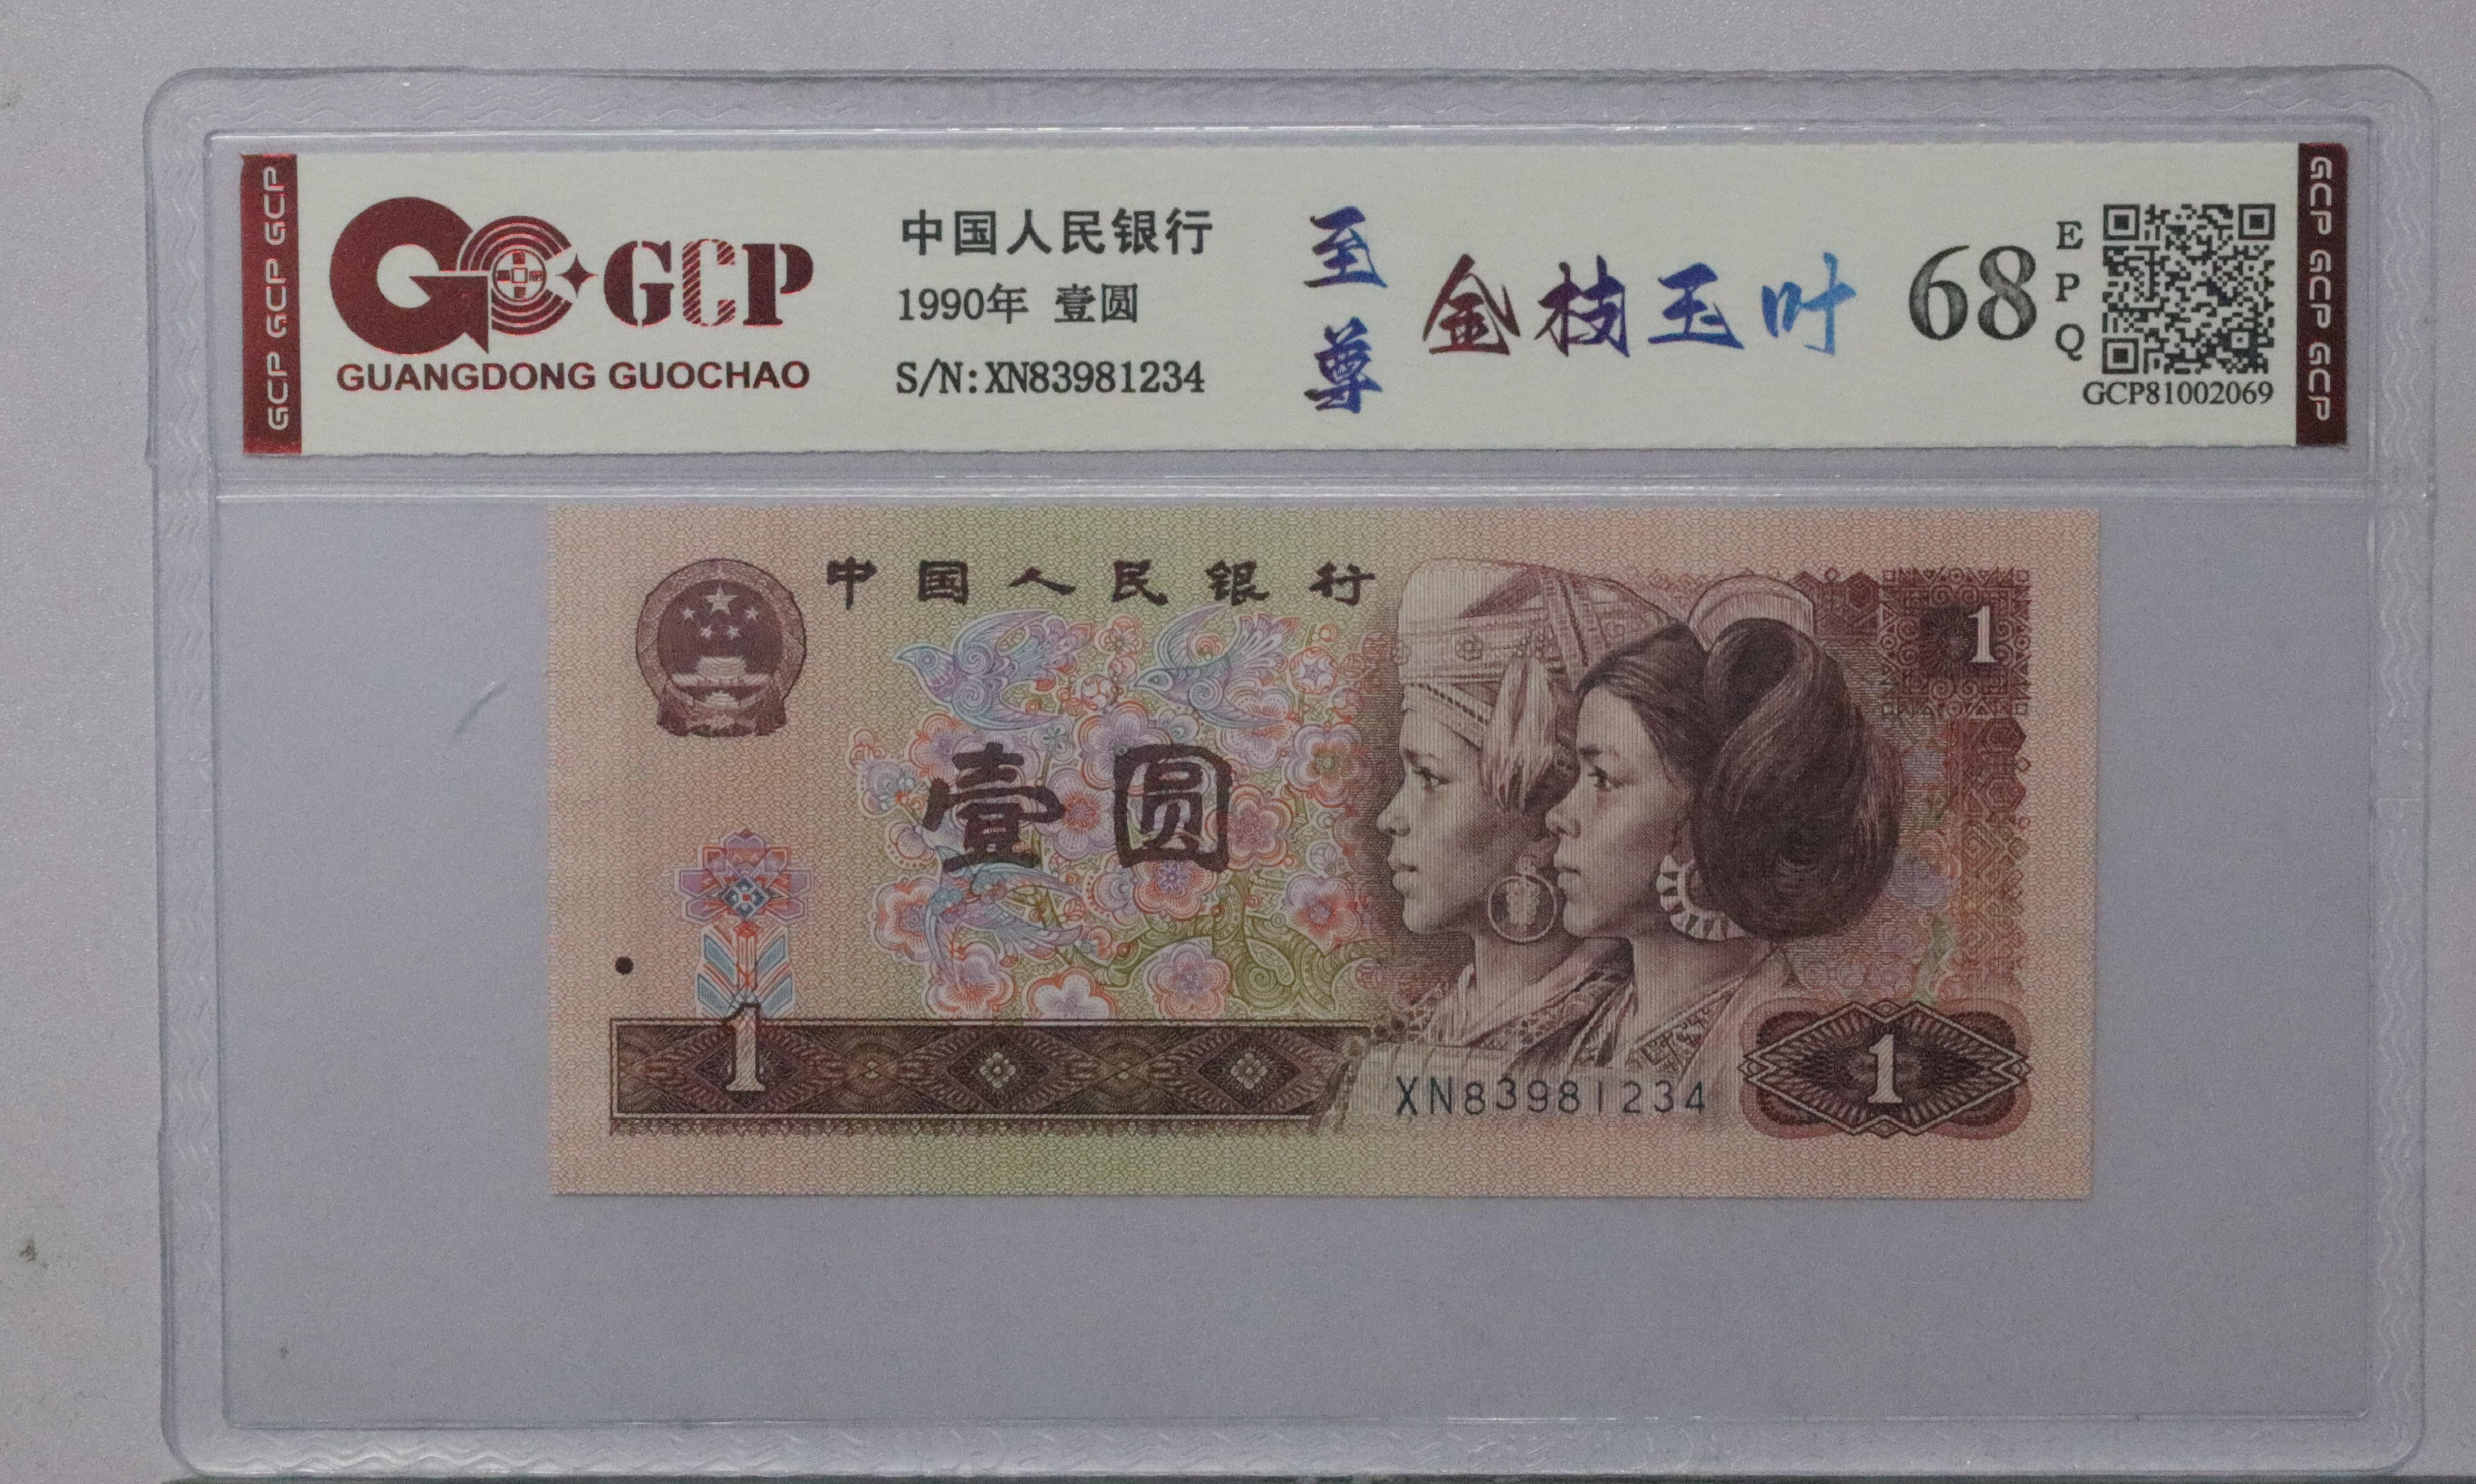 GCP GCP GCP
GCP
GUANGDONG GUOCHAO
中国人民银行
1990年 壹圆
S/N:XN83981234
至尊
金枝玉叶
68
EPQ
GCP81002069
GCP GCP GCP
中国人民银行
1
壹圆
1
XN83981234
1